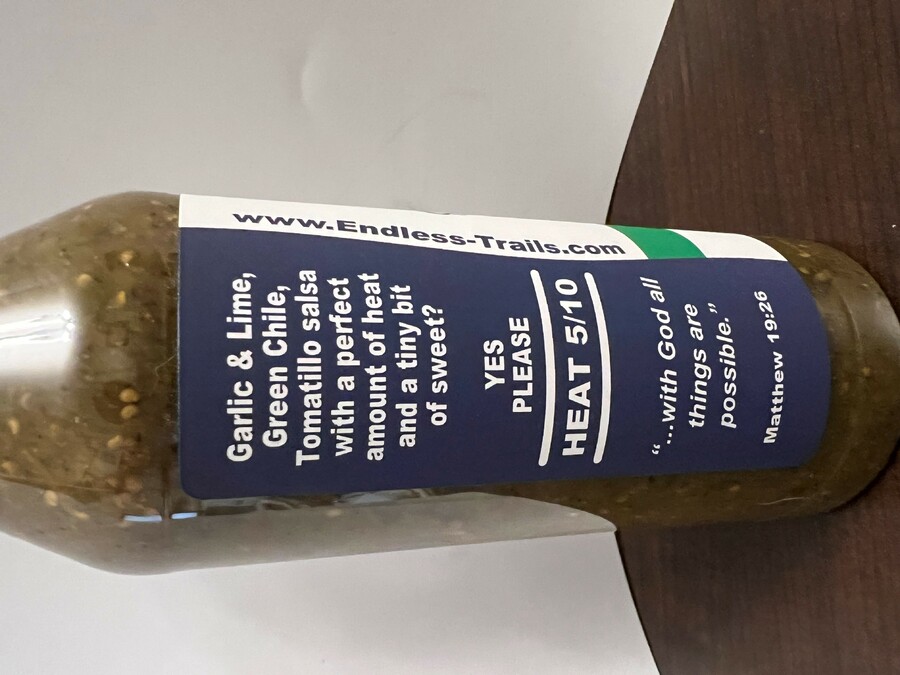 Garlic & Lime,
Green Chile,
Tomatillo salsa
with a perfect
amount of heat
and a tiny bit
of sweet?
YES
PLEASE
HEAT 5/10
“...with God all
things are
possible.”
Matthew 19:26
www.Endless-Trails.com